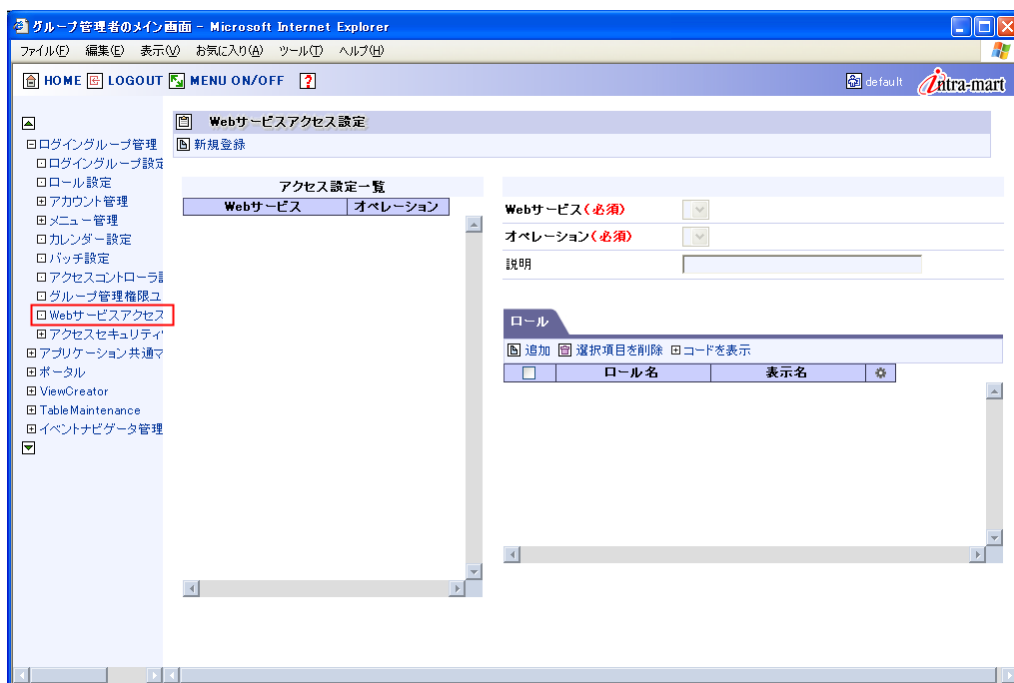 グループ管理者のメイン画面 - Microsoft Internet Explorer
ファイル(F) 編集(E) 表示(V) お気に入り(A) ツール(T) ヘルプ(H)
HOME LOGOUT MENU ON/OFF ? default intra-mart
Webサービスアクセス設定
新規登録
ログイングループ管理
ログイングループ設定
ロール設定
アカウント管理
メニュー管理
カレンダー設定
バッチ設定
アクセスコントローラ
グループ管理権限ユ
Webサービスアクセス
アクセスセキュリティ
アプリケーション共通マ
ポータル
ViewCreator
TableMaintenance
イベントナビゲータ管理
アクセス設定一覧
Webサービス オペレーション
Webサービス(必須)
オペレーション(必須)
説明
ロール
追加 選択項目を削除 コードを表示
ロール名 表示名